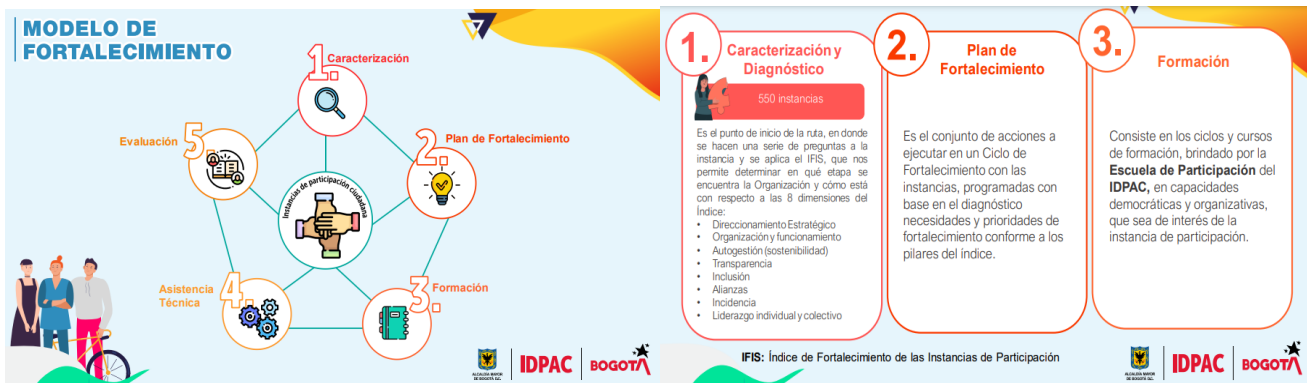 MODELO DE
FORTALECIMIENTO
1.
Caracterización
2.
Plan de Fortalecimiento
3.
Formación
4.
Asistencia
Técnica
5.
Evaluación
Instancias de participación ciudadana
ALCALDÍA MAYOR
DE BOGOTÁ D.C.
IDPAC
BOGOTÁ
1.
Caracterización y
Diagnóstico
550 instancias
Es el punto de inicio de la ruta, en donde
se hacen una serie de preguntas a la
instancia y se aplica el IFIS, que nos
permite determinar en qué etapa se
encuentra la Organización y cómo está
con respecto a las 8 dimensiones del
Índice:
• Direccionamiento Estratégico
• Organización y funcionamiento
• Autogestión (sostenibilidad)
• Transparencia
• Inclusión
• Alianzas
• Incidencia
• Liderazgo individual y colectivo
2.
Plan de
Fortalecimiento
Es el conjunto de acciones a
ejecutar en un Ciclo de
Fortalecimiento con las
instancias, programadas con
base en el diagnóstico
necesidades y prioridades de
fortalecimiento conforme a los
pilares del índice.
3.
Formación
Consiste en los ciclos y cursos
de formación, brindado por la
Escuela de Participación del
IDPAC, en capacidades
democráticas y organizativas,
que sea de interés de la
instancia de participación.
IFIS: Índice de Fortalecimiento de las Instancias de Participación
ALCALDÍA MAYOR
DE BOGOTÁ D.C.
IDPAC
BOGOTÁ